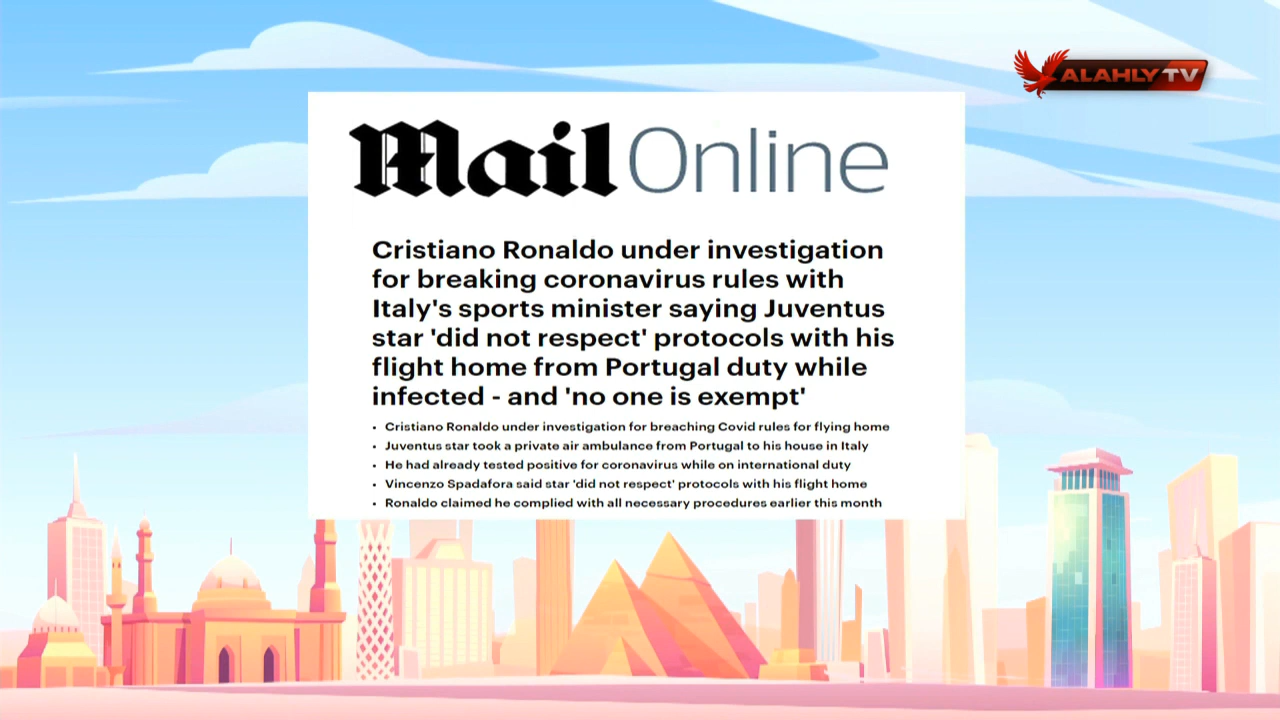 ALAHLY TV
Mail Online
Cristiano Ronaldo under investigation
for breaking coronavirus rules with
Italy's sports minister saying Juventus
star 'did not respect' protocols with his
flight home from Portugal duty while
infected - and 'no one is exempt'
• Cristiano Ronaldo under investigation for breaching Covid rules for flying home
• Juventus star took a private air ambulance from Portugal to his house in Italy
• He had already tested positive for coronavirus while on international duty
• Vincenzo Spadafora said star 'did not respect' protocols with his flight home
• Ronaldo claimed he complied with all necessary procedures earlier this month